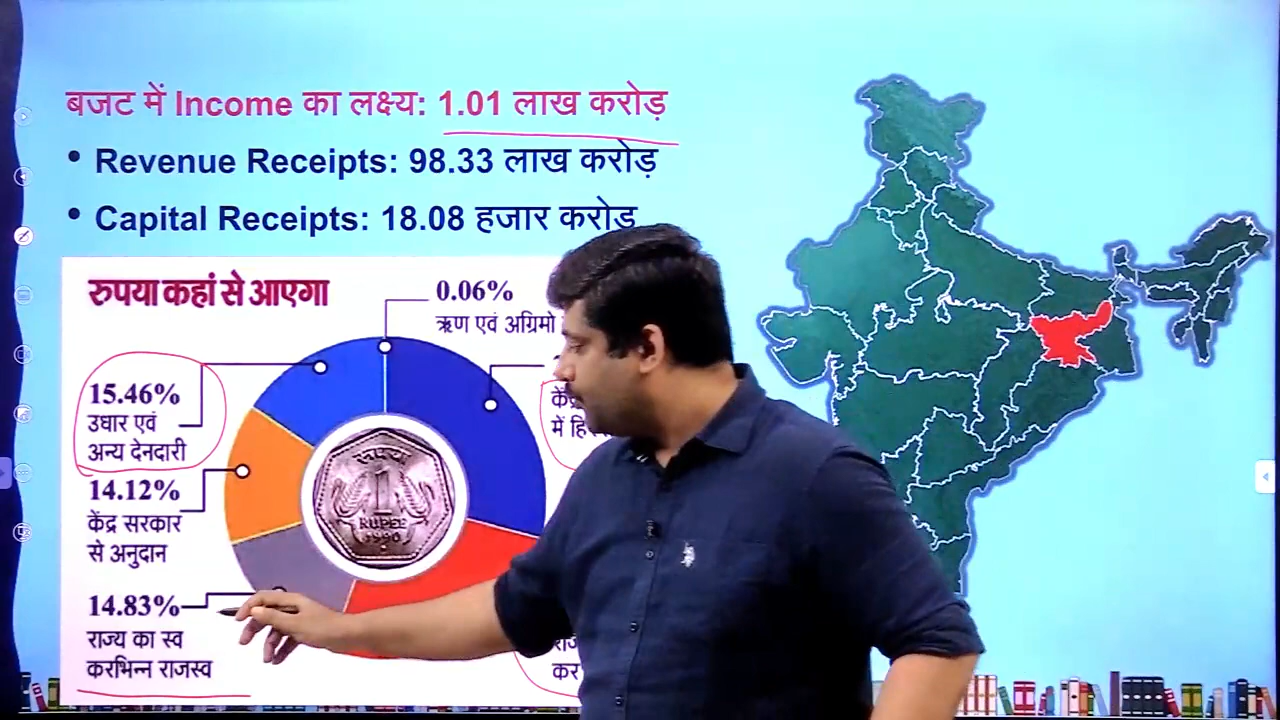 बजट में Income का लक्ष्य: 1.01 लाख करोड़
• Revenue Receipts: 98.33 लाख करोड़
• Capital Receipts: 18.08 हजार करोड़
रुपया कहां से आएगा
0.06%
ऋण एवं अग्रिमो
15.46%
उधार एवं
अन्य देनदारी
14.12%
केंद्र सरकार
से अनुदान
14.83%
राज्य का स्व
करभिन्न राजस्व
में
कर
1
RUPEE
1990